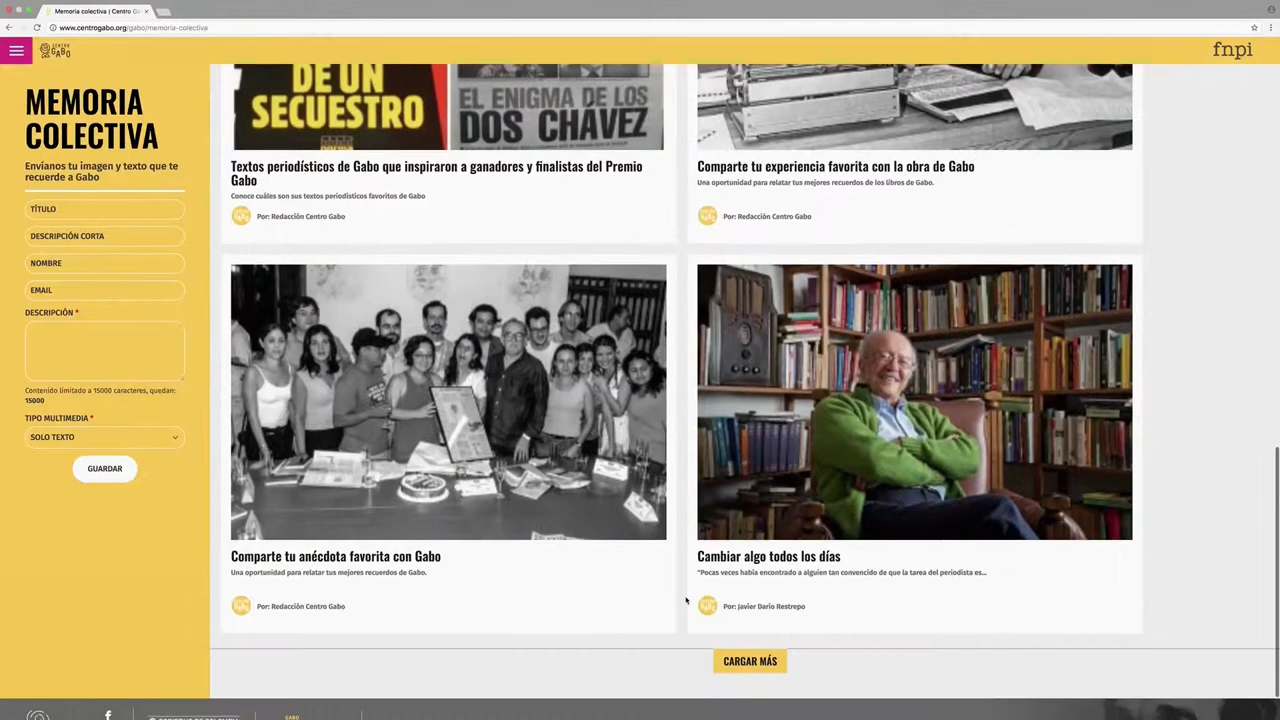 Memoria colectiva | Centro G
www.centrogabo.org/gabo/memoria-colectiva
CENTRO
GABO
fnpi
MEMORIA
COLECTIVA
Envíanos tu imagen y texto que te
recuerde a Gabo
TÍTULO
DESCRIPCIÓN CORTA
NOMBRE
EMAIL
DESCRIPCIÓN *
Contenido limitado a 15000 caracteres, quedan:
15000
TIPO MULTIMEDIA *
SOLO TEXTO
GUARDAR
DE UN
SECUESTRO
EL ENIGMA DE LOS
DOS CHAVEZ
Textos periodísticos de Gabo que inspiraron a ganadores y finalistas del Premio
Gabo
Conoce cuáles son sus textos periodísticos favoritos de Gabo
Por: Redacción Centro Gabo
Comparte tu experiencia favorita con la obra de Gabo
Una oportunidad para relatar tus mejores recuerdos de los libros de Gabo.
Por: Redacción Centro Gabo
Comparte tu anécdota favorita con Gabo
Una oportunidad para relatar tus mejores recuerdos de Gabo.
Por: Redacción Centro Gabo
Cambiar algo todos los días
"Pocas veces había encontrado a alguien tan convencido de que la tarea del periodista es...
Por: Javier Darío Restrepo
CARGAR MÁS
GOBIERNO DE COLOMBIA
GABO